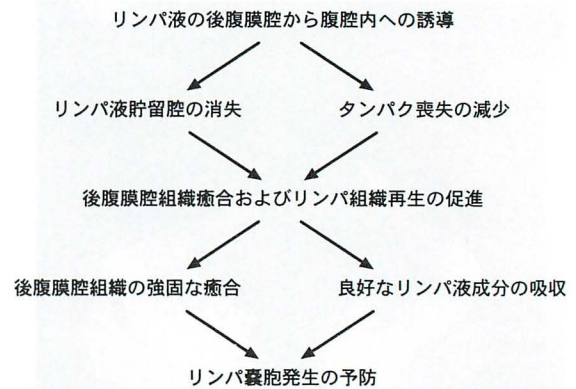 リンパ液の後腹膜腔から腹腔内への誘導
リンパ液貯留腔の消失
タンパク喪失の減少
後腹膜腔組織癒合およびリンパ組織再生の促進
後腹膜腔組織の強固な癒合
良好なリンパ液成分の吸収
リンパ嚢胞発生の予防